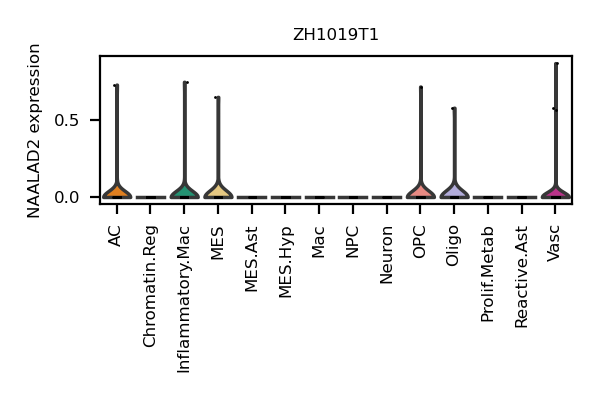 ZH1019T1
NAALAD2 expression
0.5
0.0
AC
Chromatin.Reg
Inflammatory.Mac
MES
MES.Ast
MES.Hyp
Mac
NPC
Neuron
OPC
Oligo
Prolif.Metab
Reactive.Ast
Vasc